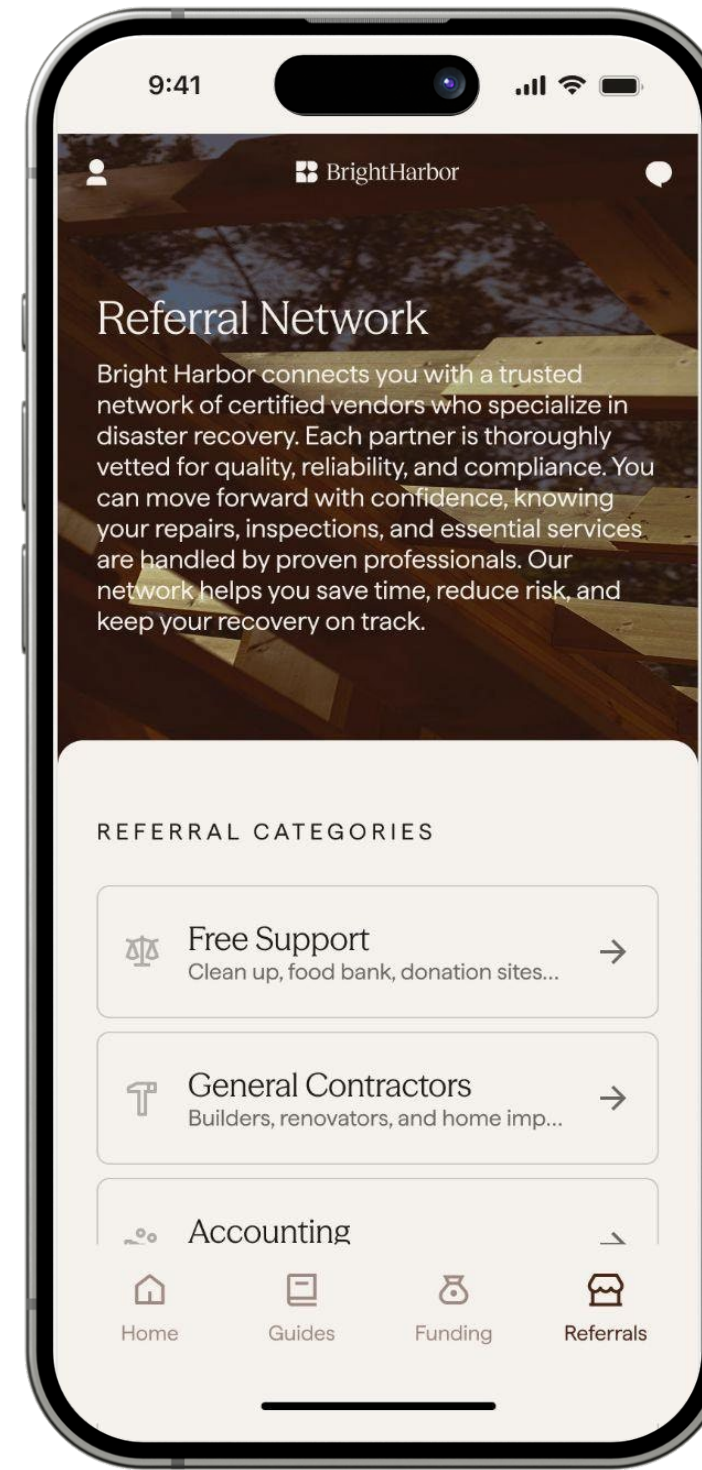 9:41
BrightHarbor
Referral Network
Bright Harbor connects you with a trusted
network of certified vendors who specialize in
disaster recovery. Each partner is thoroughly
vetted for quality, reliability, and compliance. You
can move forward with confidence, knowing
your repairs, inspections, and essential services
are handled by proven professionals. Our
network helps you save time, reduce risk, and
keep your recovery on track.
REFERRAL CATEGORIES
Free Support
Clean up, food bank, donation sites...
General Contractors
Builders, renovators, and home imp...
Accounting
Home
Guides
Funding
Referrals